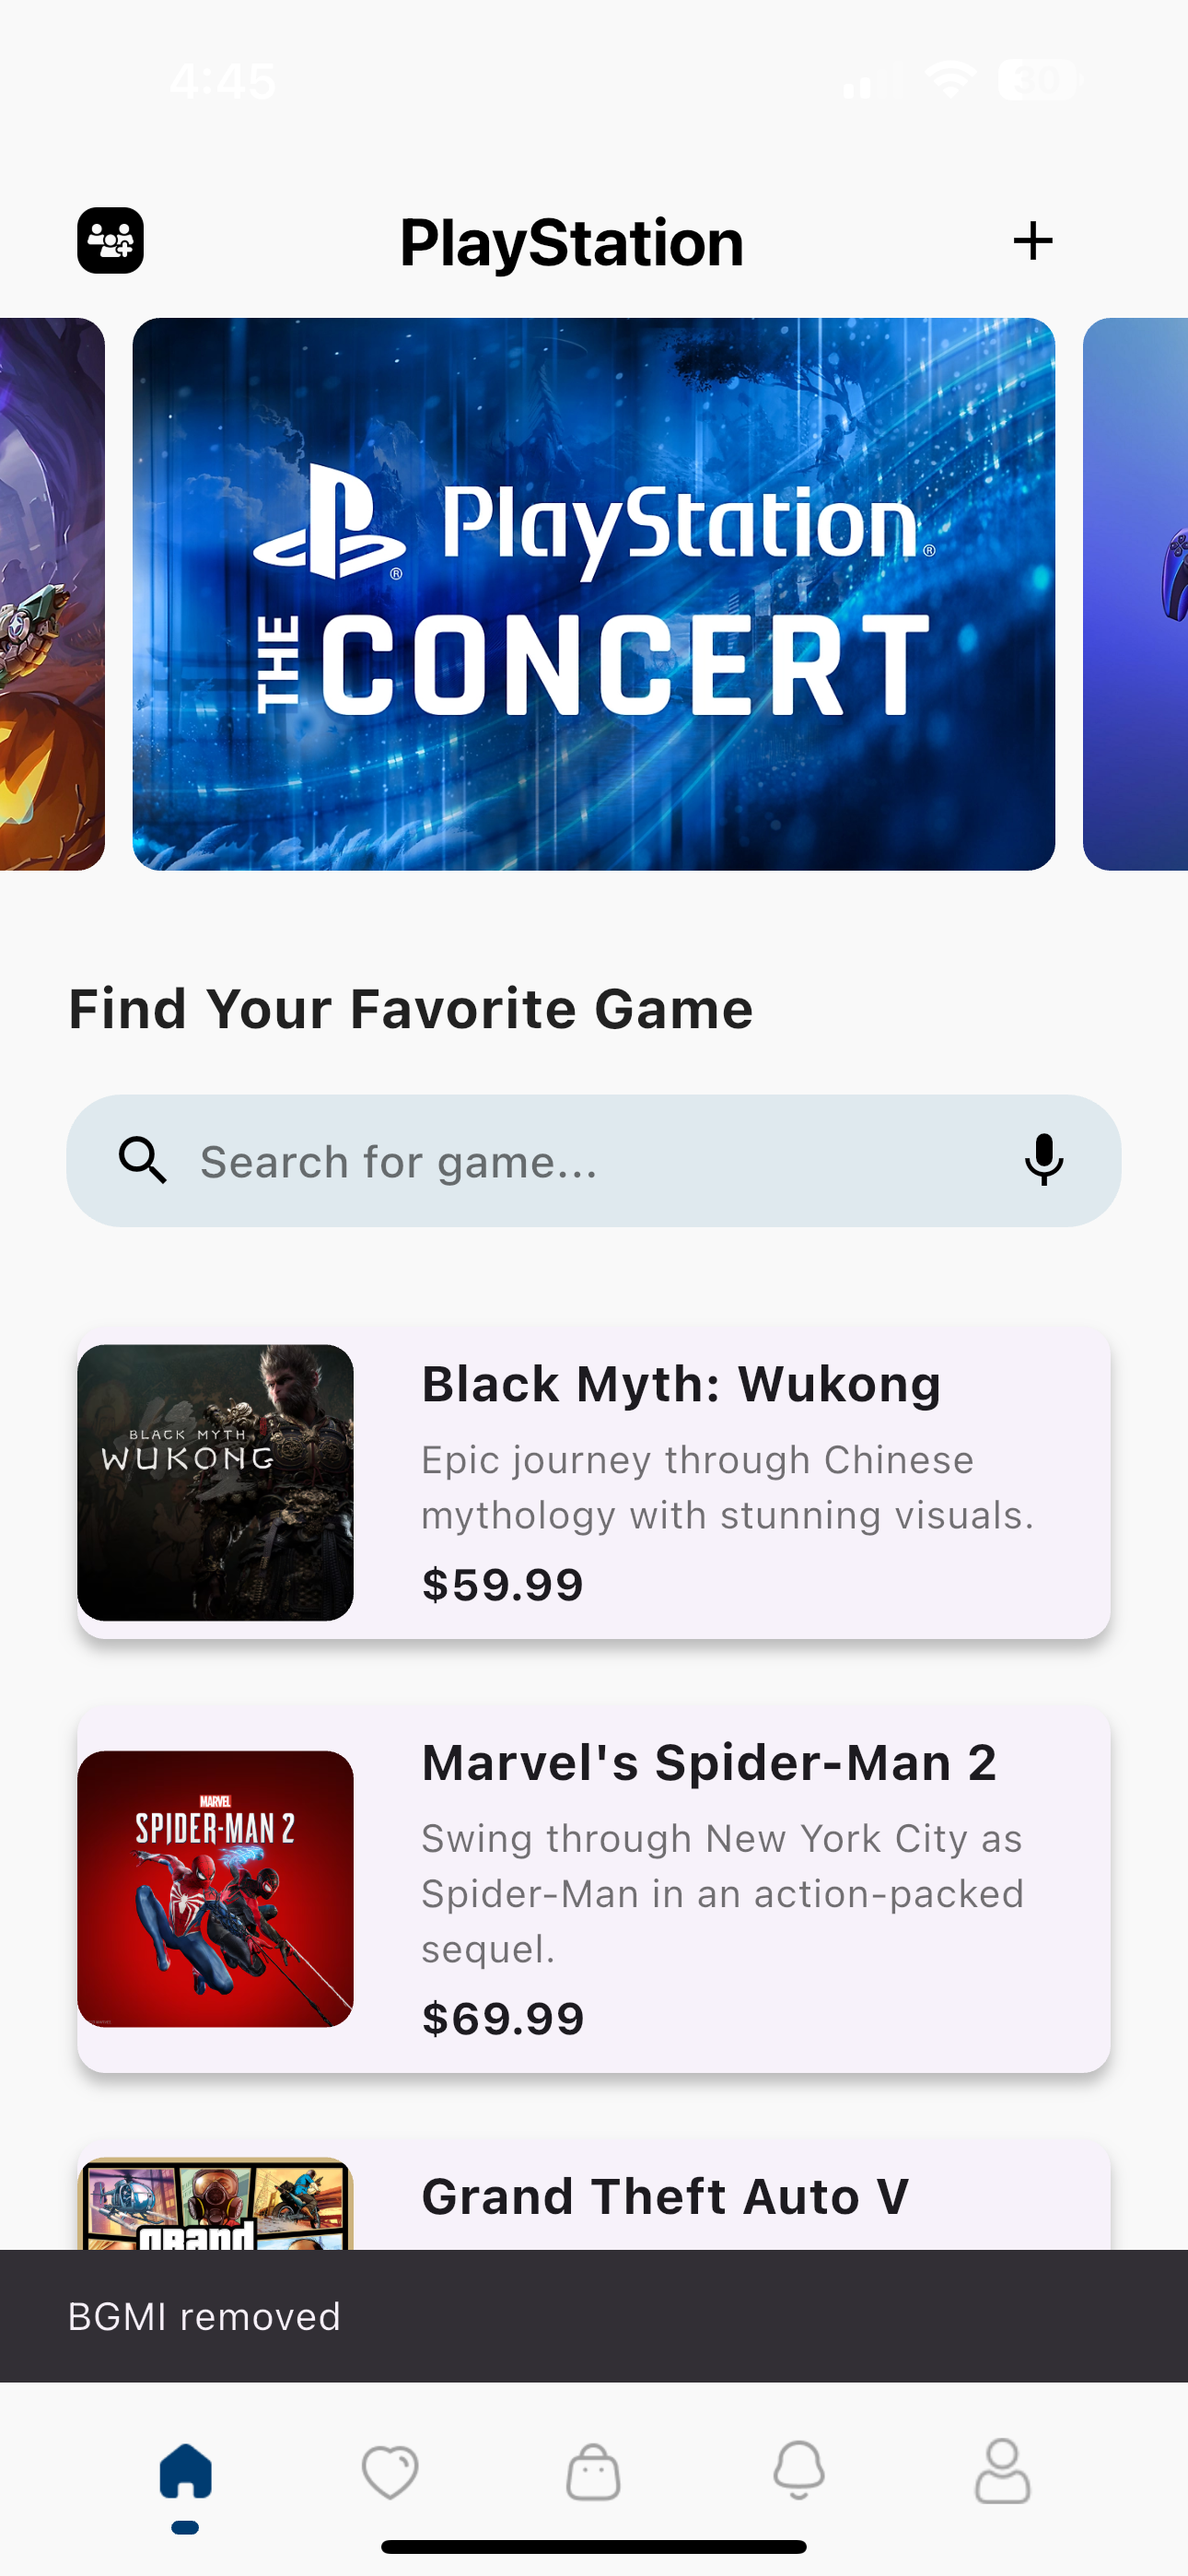 4:45
30
PlayStation
PlayStation®
®
THE CONCERT
Find Your Favorite Game
Search for game...
BLACK MYTH
WUKONG
Black Myth: Wukong
Epic journey through Chinese
mythology with stunning visuals.
$59.99
MARVEL
SPIDER-MAN 2
Marvel's Spider-Man 2
Swing through New York City as
Spider-Man in an action-packed
sequel.
$69.99
Grand Theft Auto V
grand
BGMI removed